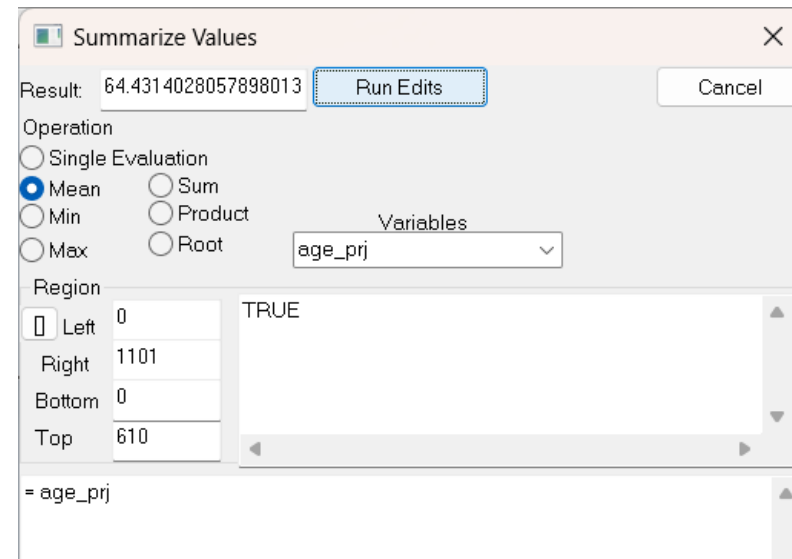 Summarize Values
Result: 64.4314028057898013 Run Edits Cancel
Operation
Single Evaluation
Mean Sum
Min Product
Max Root
Variables
age_prj
Region
[] Left 0
Right 1101
Bottom 0
Top 610
TRUE
= age_prj